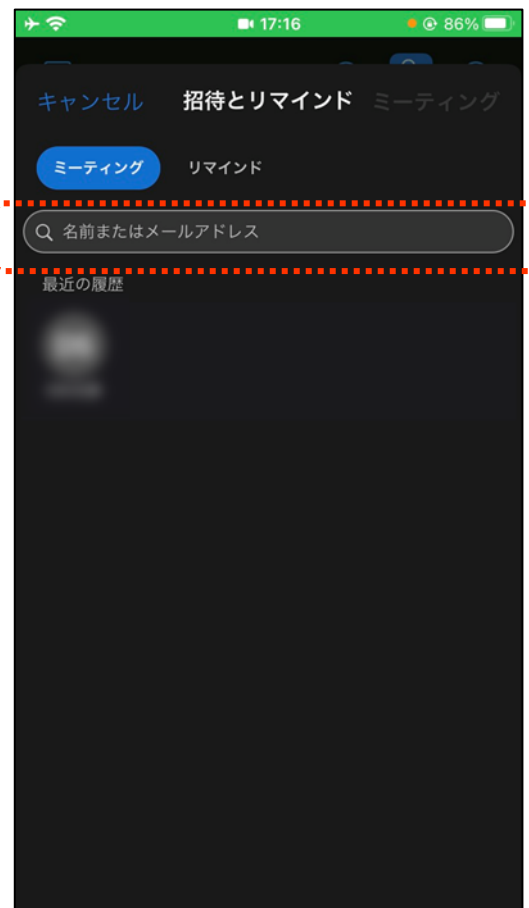 17:16
86%
キャンセル 招待とリマインド ミーティング
ミーティング リマインド
名前またはメールアドレス
最近の履歴